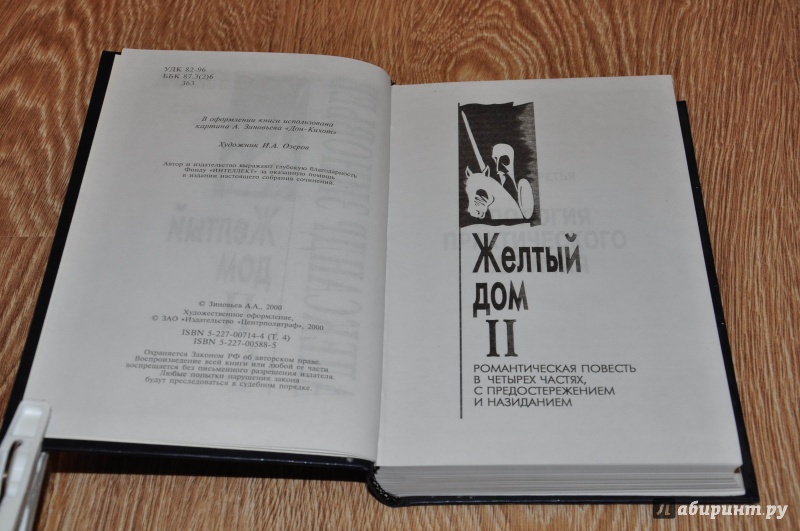 УДК 82-96
ББК 87.3(2)6
З63
В оформлении книги использована
картина А. Зиновьева «Дон-Кихот»
Художник И.А. Озеров
Автор и издательство выражают глубокую благодарность
Фонду «ИНТЕЛЛЕКТ» за оказанную помощь
в издании настоящего собрания сочинений.
© Зиновьев А.А., 2000
Художественное оформление,
© ЗАО «Издательство «Центрполиграф», 2000
ISBN 5-227-00714-4 (Т. 4)
ISBN 5-227-00588-5
Охраняется Законом РФ об авторском праве.
Воспроизведение всей книги или любой ее части
воспрещается без письменного разрешения издателя.
Любые попытки нарушения закона
будут преследоваться в судебном порядке.
Желтый
дом
II
РОМАНТИЧЕСКАЯ ПОВЕСТЬ
В ЧЕТЫРЕХ ЧАСТЯХ,
С ПРЕДОСТЕРЕЖЕНИЕМ
И НАЗИДАНИЕМ
Лабиринт.ру